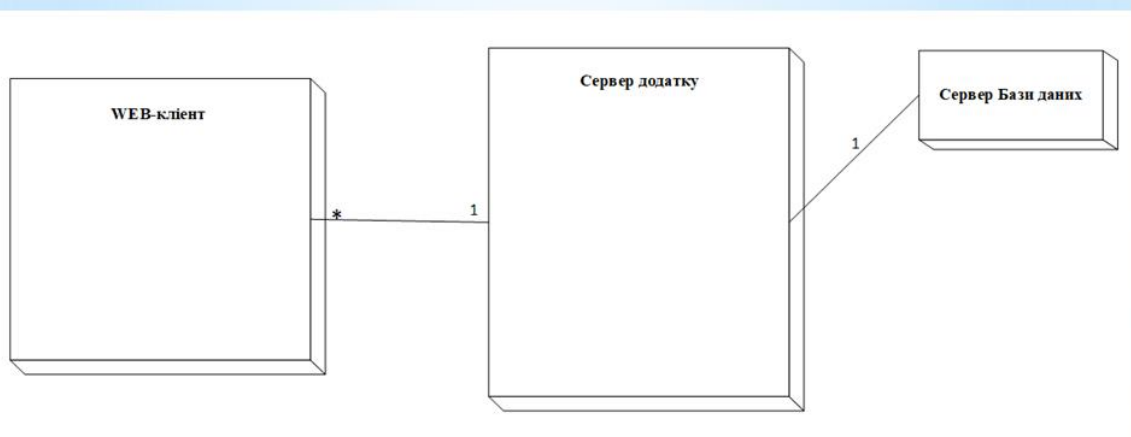 WEB-клієнт
*
1
Сервер додатку
1
Сервер Бази даних